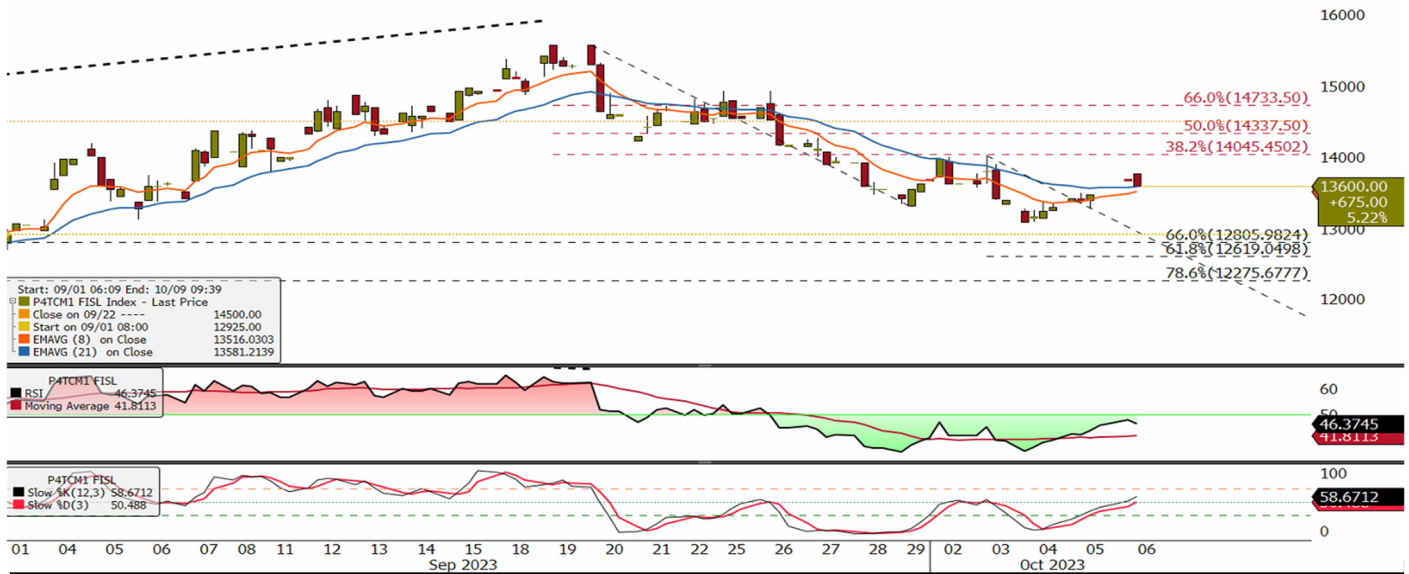 16000
15000
66.0%(14733.50)
50.0%(14337.50)
38.2%(14045.4502)
14000
13600.00
+675.00
5.22%
13000
66.0%(12805.9824)
61.8%(12619.0498)
78.6%(12275.6777)
12000
Start: 09/01 06:09 End: 10/09 09:39
P4TCM1 FISL Index - Last Price
Close on 09/22 ---- 14500.00
Start on 09/01 08:00 12925.00
EMAVG (8) on Close 13516.0303
EMAVG (21) on Close 13581.2139
P4TCM1 FISL
RSI 46.3745
Moving Average 41.8113
60
50
46.3745
41.8113
P4TCM1 FISL
Slow %K(12,3) 58.6712
Slow %D(3) 50.488
100
58.6712
0
01 04 05 06 07 08 11 12 13 14 15 18 19 20 21 22 25 26 27 28 29 02 03 04 05 06
Sep 2023 Oct 2023